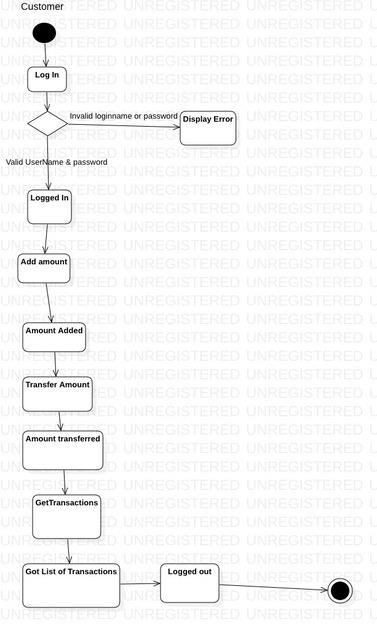 Customer
Log In
Invalid loginname or password
Display Error
Valid UserName & password
Logged In
Add amount
Amount Added
Transfer Amount
Amount transferred
GetTransactions
Got List of Transactions
Logged out
UNREGISTERED